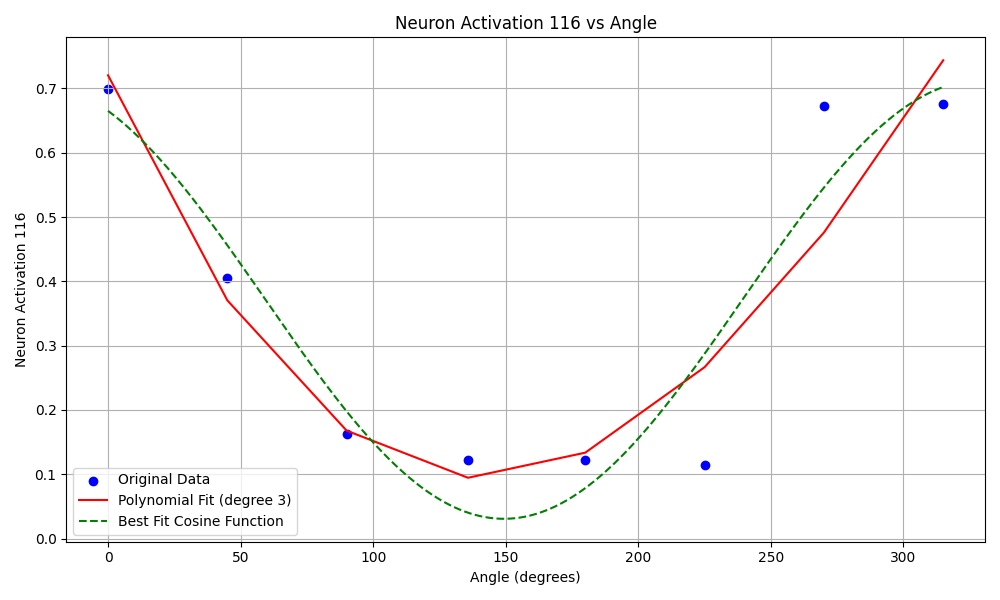 Neuron Activation 116 vs Angle
Neuron Activation 116
0.7
0.6
0.5
0.4
0.3
0.2
0.1
0.0
Original Data
Polynomial Fit (degree 3)
Best Fit Cosine Function
0 50 100 150 200 250 300
Angle (degrees)